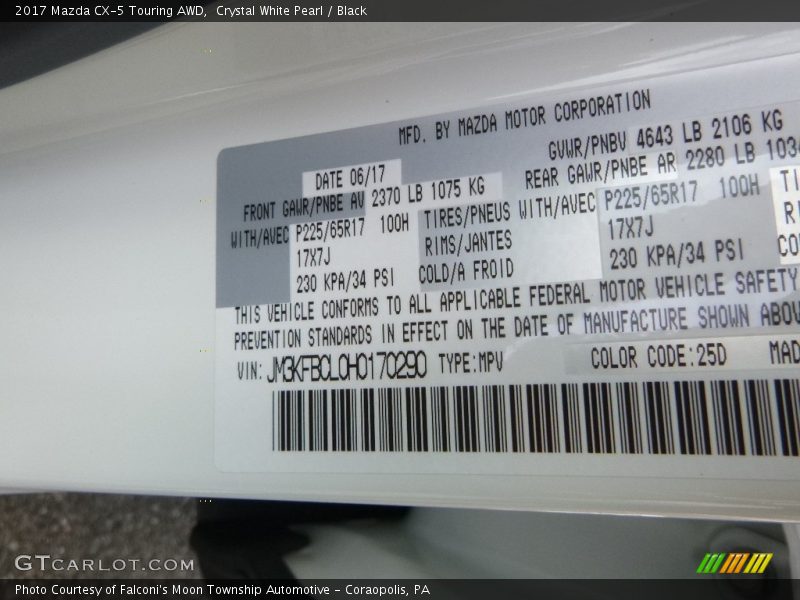 2017 Mazda CX-5 Touring AWD, Crystal White Pearl / Black
MFD. BY MAZDA MOTOR CORPORATION
DATE 06/17
GVWR/PNBV 4643 LB 2106 KG
FRONT GAWR/PNBE AV 2370 LB 1075 KG
REAR GAWR/PNBE AR 2280 LB 1034
WITH/AVEC P225/65R17 100H TIRES/PNEUS WITH/AVEC P225/65R17 100H TI
17X7J RIMS/JANTES 17X7J
230 KPA/34 PSI COLD/A FROID 230 KPA/34 PSI CO
THIS VEHICLE CONFORMS TO ALL APPLICABLE FEDERAL MOTOR VEHICLE SAFETY
PREVENTION STANDARDS IN EFFECT ON THE DATE OF MANUFACTURE SHOWN ABOV
VIN: JM3KFBCL0H0170290 TYPE:MPV COLOR CODE:25D MAD
GTCARLOT.COM
Photo Courtesy of Falconi's Moon Township Automotive - Coraopolis, PA